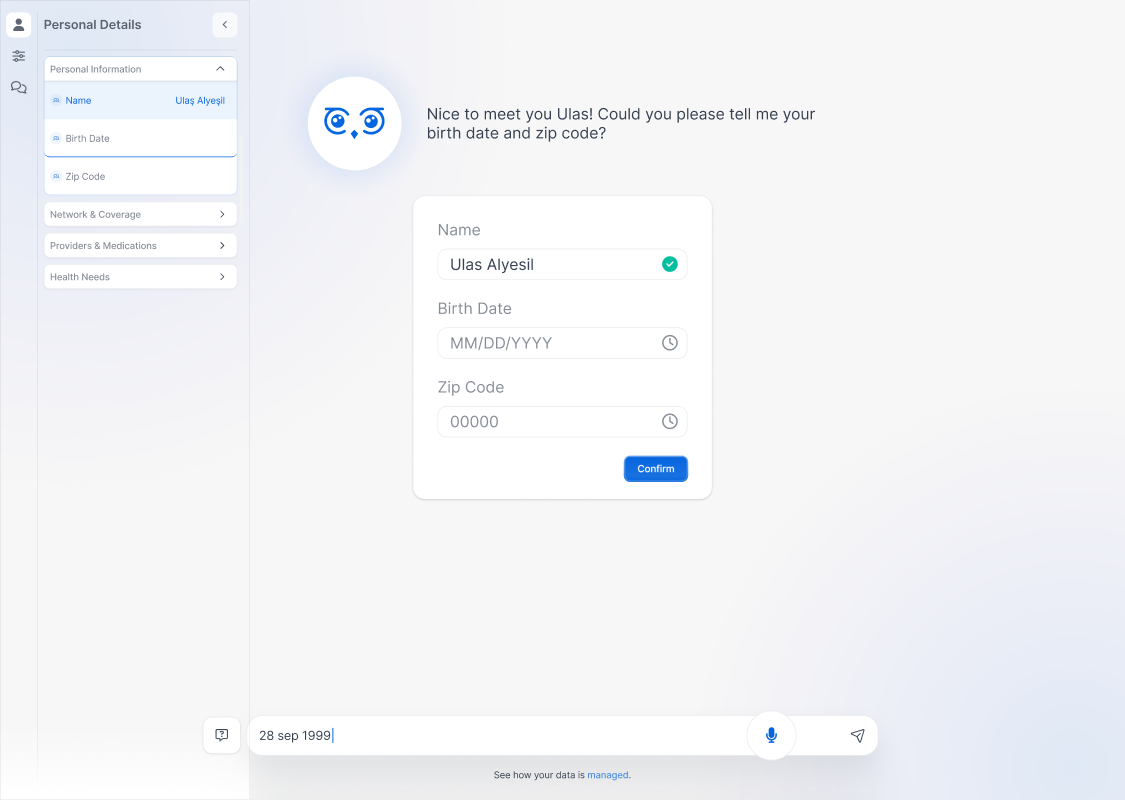 Personal Details
Personal Information
Name Ulaş Alyeşil
Birth Date
Zip Code
Network & Coverage
Providers & Medications
Health Needs
Nice to meet you Ulas! Could you please tell me your
birth date and zip code?
Name
Ulas Alyesil
Birth Date
MM/DD/YYYY
Zip Code
00000
Confirm
28 sep 1999
See how your data is managed.